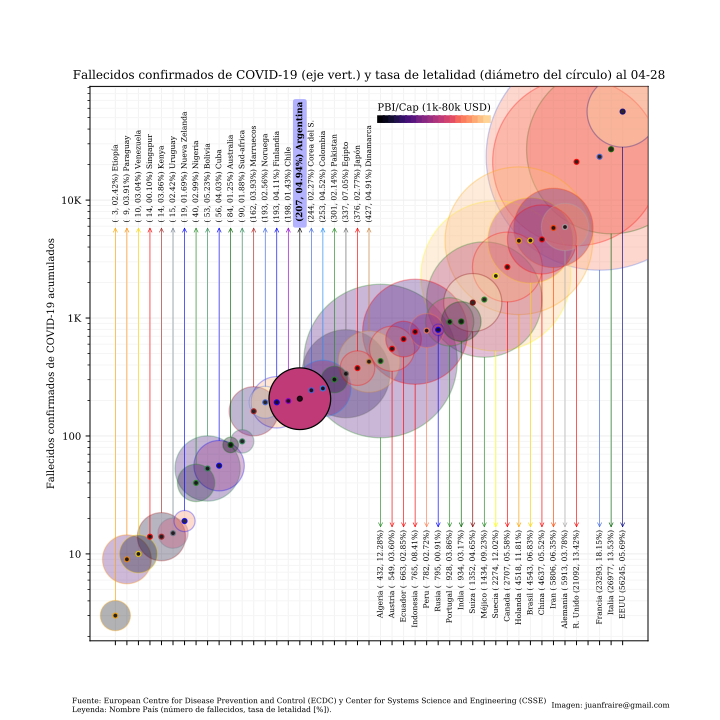 Fallecidos confirmados de COVID-19 (eje vert.) y tasa de letalidad (diámetro del círculo) al 04-28
PBI/Cap (1k-80k USD)
Fallecidos confirmados de COVID-19 acumulados
10K
1K
100
10
( 3, 02.42%) Etiopía
( 9, 03.91%) Paraguay
( 10, 03.04%) Venezuela
( 14, 00.10%) Singapur
( 14, 03.86%) Kenya
( 15, 02.42%) Uruguay
( 19, 01.69%) Nueva Zelanda
( 40, 02.99%) Nigeria
( 53, 05.23%) Bolivia
( 56, 04.03%) Cuba
( 84, 01.25%) Australia
( 90, 01.88%) Sud-africa
(162, 03.93%) Marruecos
(193, 02.56%) Noruega
(193, 04.11%) Finlandia
(198, 01.43%) Chile
(207, 04.94%) Argentina
(244, 02.27%) Corea del S.
(253, 04.52%) Colombia
(301, 02.14%) Pakistan
(337, 07.05%) Egipto
(376, 02.77%) Japón
(427, 04.91%) Dinamarca
Algeria ( 432, 12.28%)
Austria ( 549, 03.60%)
Ecuador ( 663, 02.85%)
Indonesia ( 765, 08.41%)
Peru ( 782, 02.72%)
Rusia ( 795, 00.91%)
Portugal ( 928, 03.86%)
India ( 934, 03.17%)
Suiza (1352, 04.65%)
Méjico (1434, 09.23%)
Suecia (2274, 12.02%)
Canada (2707, 05.58%)
Holanda (4518, 11.81%)
Brasil (4543, 06.83%)
China (4637, 05.52%)
Iran (5806, 06.35%)
Alemania (5913, 03.78%)
R. Unido (21092, 13.42%)
Francia (23293, 18.15%)
Italia (26977, 13.53%)
EEUU (56245, 05.69%)
Fuente: European Centre for Disease Prevention and Control (ECDC) y Center for Systems Science and Engineering (CSSE)
Leyenda: Nombre País (número de fallecidos, tasa de letalidad [%]).
Imagen: juanfraire@gmail.com